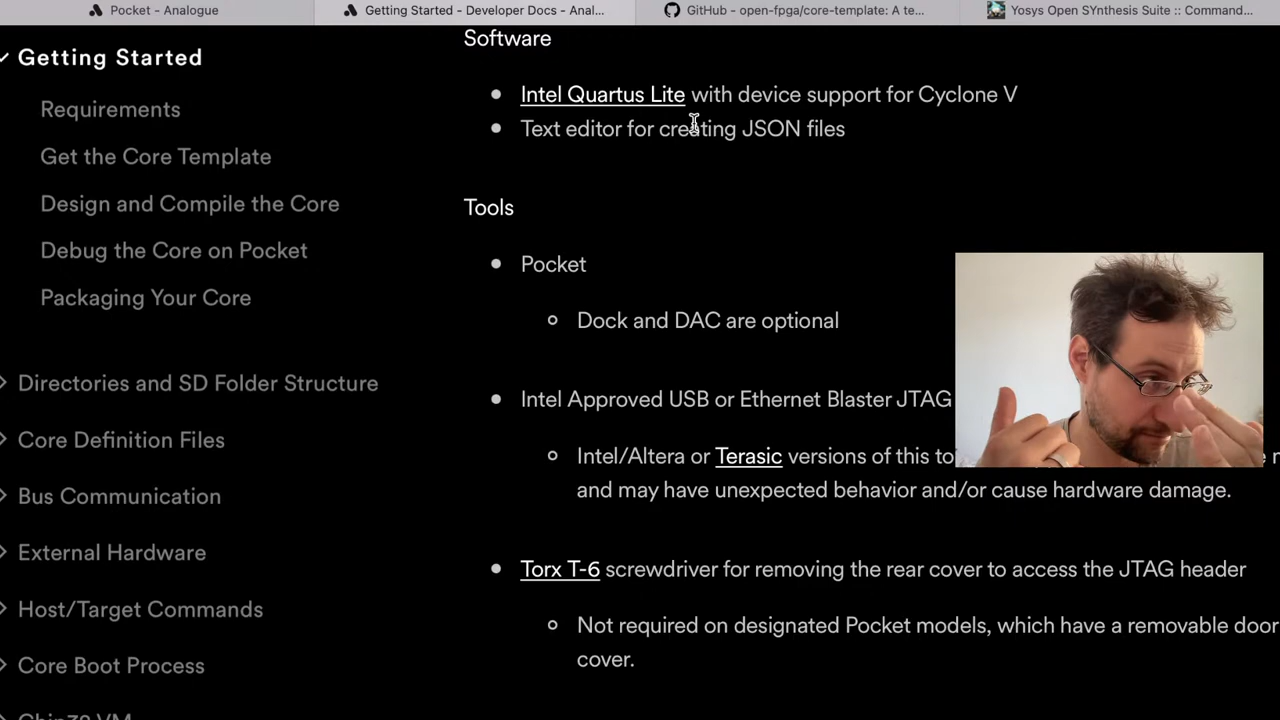 Pocket - Analogue
Getting Started - Developer Docs - Anal...
GitHub - open-fpga/core-template: A te...
Yosys Open SYnthesis Suite :: Command...
Getting Started
Requirements
Get the Core Template
Design and Compile the Core
Debug the Core on Pocket
Packaging Your Core
Directories and SD Folder Structure
Core Definition Files
Bus Communication
External Hardware
Host/Target Commands
Core Boot Process
Software
Intel Quartus Lite with device support for Cyclone V
Text editor for creating JSON files
Tools
Pocket
Dock and DAC are optional
Intel Approved USB or Ethernet Blaster JTAG
Intel/Altera or Terasic versions of this
and may have unexpected behavior and/or cause hardware damage.
Torx T-6 screwdriver for removing the rear cover to access the JTAG header
Not required on designated Pocket models, which have a removable door
cover.